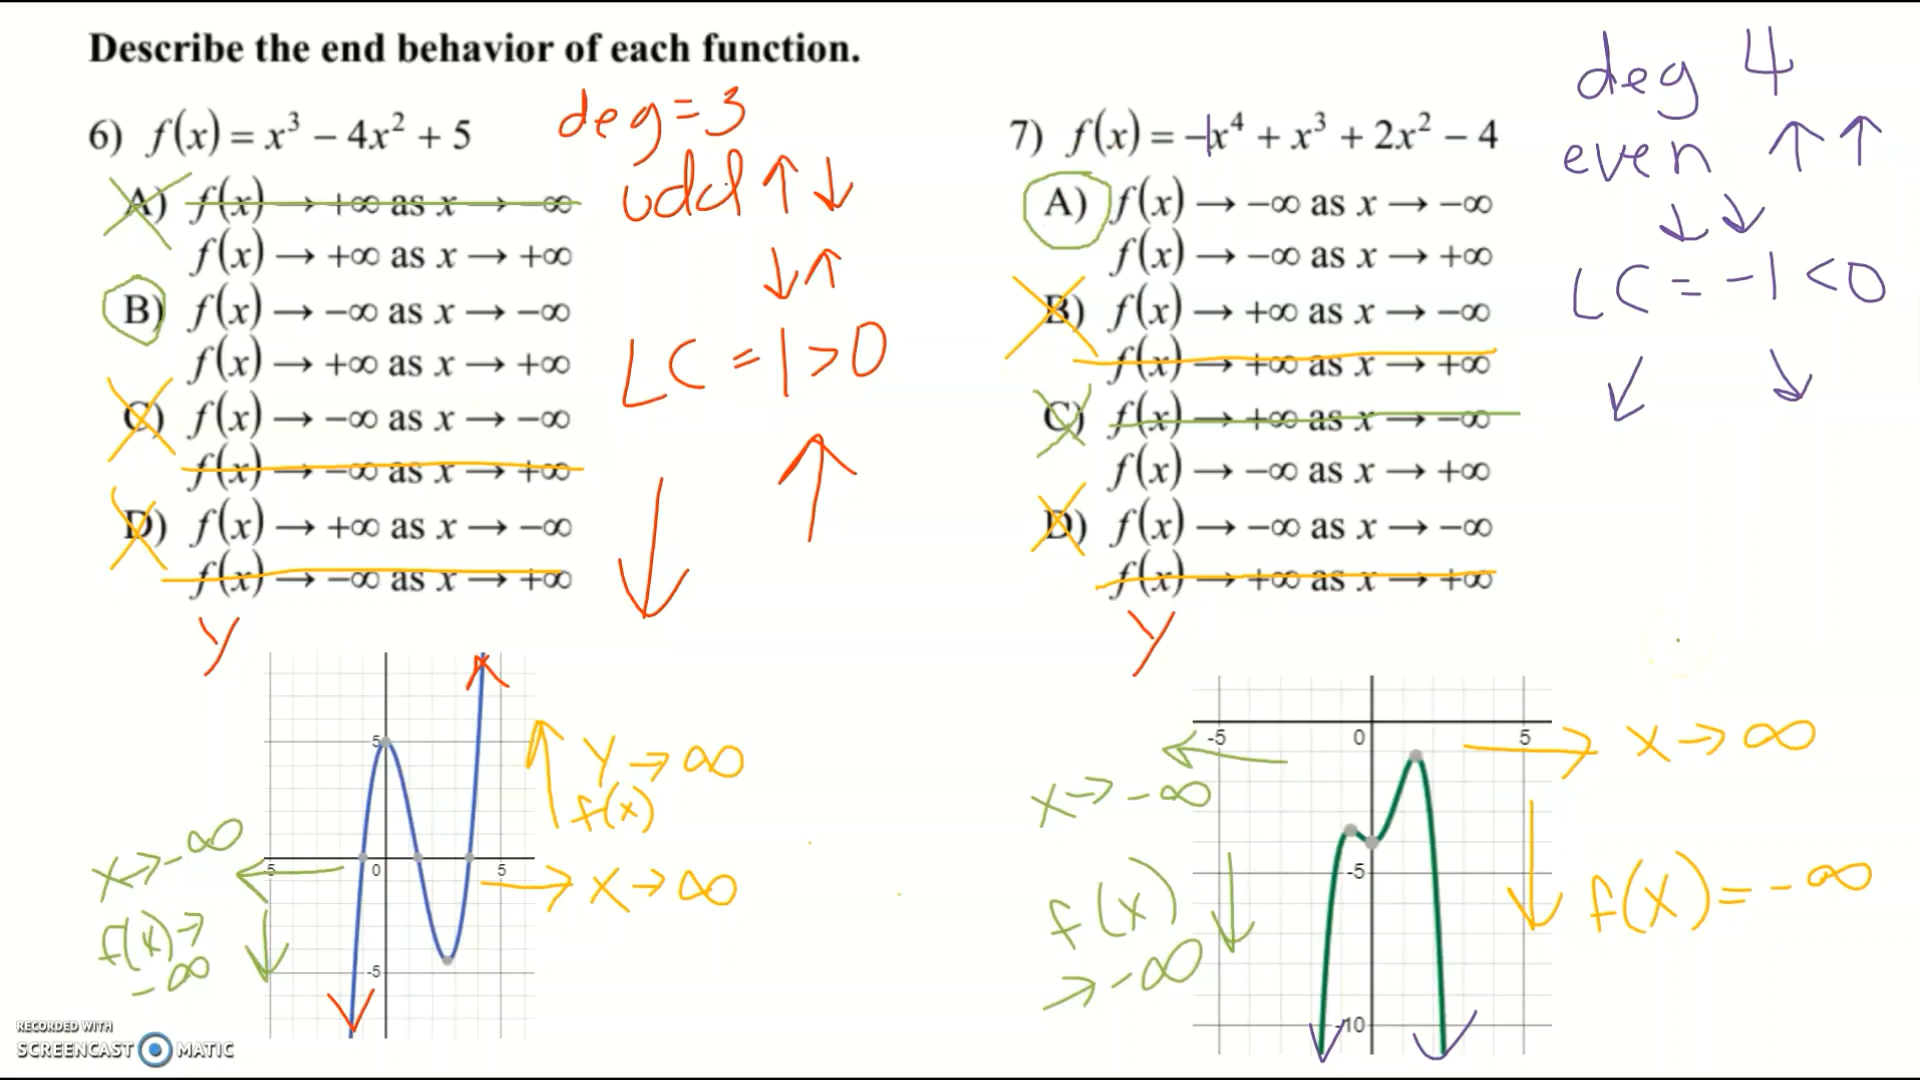 Describe the end behavior of each function.
6) f(x) = x³ − 4x² + 5
deg = 3
odd ↑ ↓
↓ ↑
LC = 1 > 0
A) f(x) → +∞ as x → −∞
f(x) → +∞ as x → +∞
B) f(x) → −∞ as x → −∞
f(x) → +∞ as x → +∞
C) f(x) → −∞ as x → −∞
f(x) → −∞ as x → +∞
D) f(x) → +∞ as x → −∞
f(x) → −∞ as x → +∞
Y
5
-5
0
5
-5
Y → ∞
f(x)
X → ∞
X → -∞
f(x) →
-∞
7) f(x) = −1x⁴ + x³ + 2x² − 4
deg 4
even ↑ ↑
↓ ↓
LC = -1 < 0
A) f(x) → −∞ as x → −∞
f(x) → −∞ as x → +∞
B) f(x) → +∞ as x → −∞
f(x) → +∞ as x → +∞
C) f(x) → +∞ as x → −∞
f(x) → −∞ as x → +∞
D) f(x) → −∞ as x → −∞
f(x) → +∞ as x → +∞
Y
-5
0
5
-5
-10
X → ∞
X → -∞
f(X) = -∞
f(x)
→ -∞
RECORDED WITH
SCREENCAST MATIC